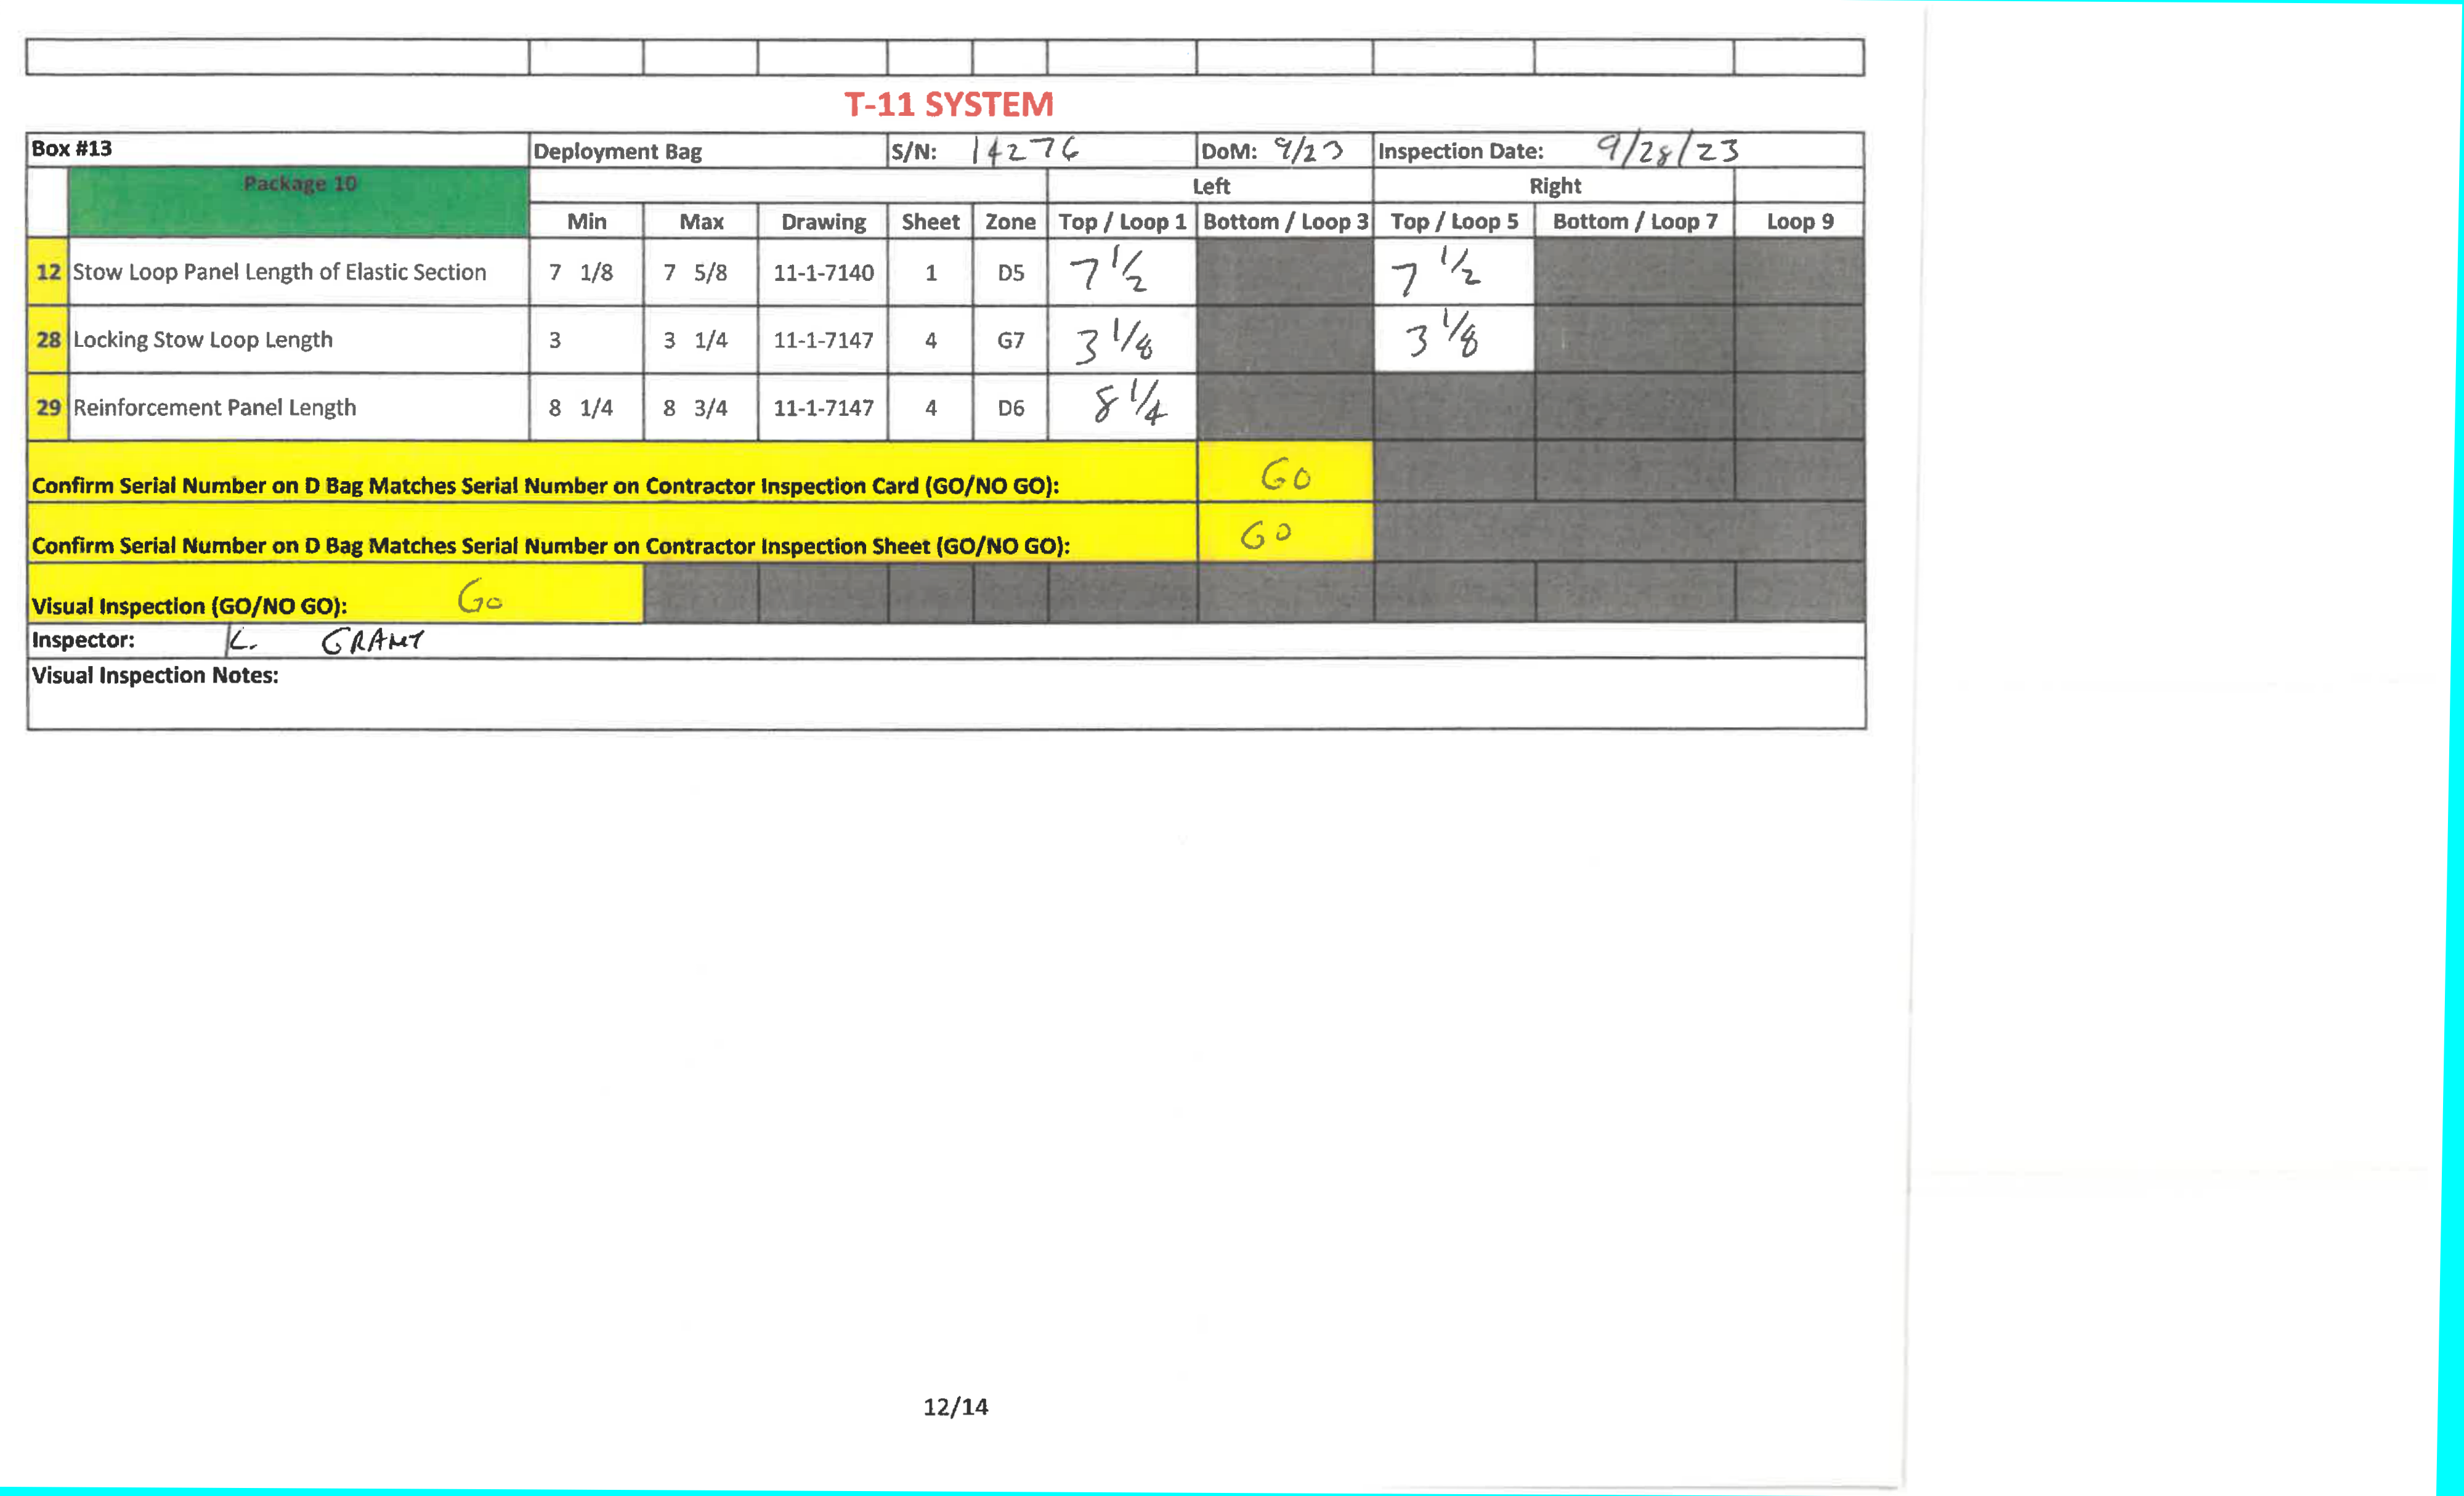 T-11 SYSTEM
Box #13 Deployment Bag S/N: 14276 DoM: 9/23 Inspection Date: 9/28/23
Package 10 Left Right
Min Max Drawing Sheet Zone Top / Loop 1 Bottom / Loop 3 Top / Loop 5 Bottom / Loop 7 Loop 9
12 Stow Loop Panel Length of Elastic Section 7 1/8 7 5/8 11-1-7140 1 D5 7 1/2 7 1/2
28 Locking Stow Loop Length 3 3 1/4 11-1-7147 4 G7 3 1/8 3 1/8
29 Reinforcement Panel Length 8 1/4 8 3/4 11-1-7147 4 D6 8 1/4
Confirm Serial Number on D Bag Matches Serial Number on Contractor Inspection Card (GO/NO GO): GO
Confirm Serial Number on D Bag Matches Serial Number on Contractor Inspection Sheet (GO/NO GO): GO
Visual Inspection (GO/NO GO): Go
Inspector: K. GRANT
Visual Inspection Notes:
12/14